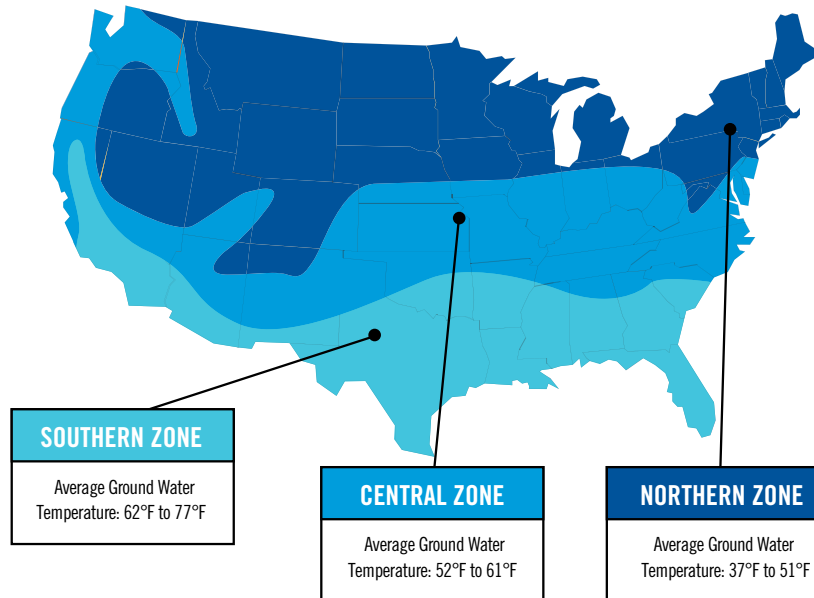 SOUTHERN ZONE
Average Ground Water
Temperature: 62°F to 77°F
CENTRAL ZONE
Average Ground Water
Temperature: 52°F to 61°F
NORTHERN ZONE
Average Ground Water
Temperature: 37°F to 51°F